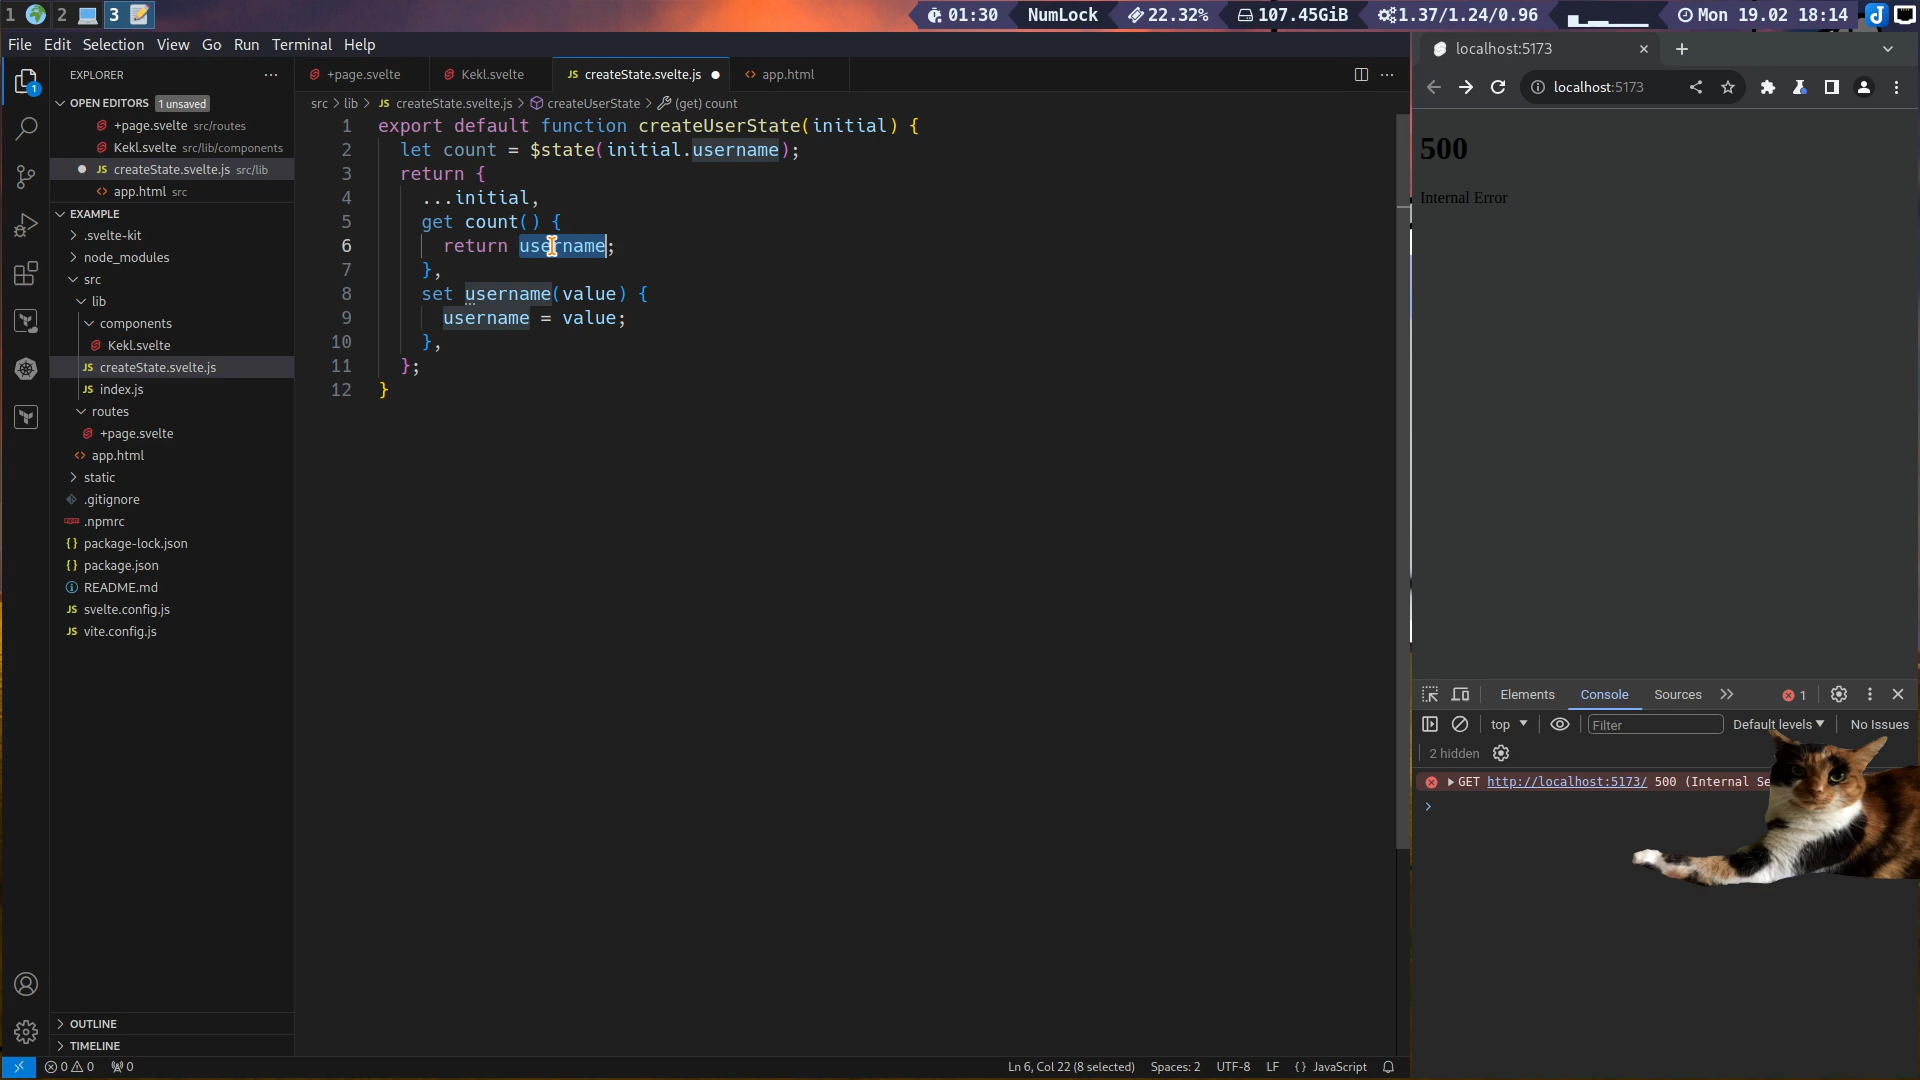 1 2 3
01:30 NumLock 22.32% 107.45GiB 1.37/1.24/0.96 Mon 19.02 18:14
File Edit Selection View Go Run Terminal Help
EXPLORER
OPEN EDITORS 1 unsaved
+page.svelte src/routes
Kekl.svelte src/lib/components
createState.svelte.js src/lib
app.html src
EXAMPLE
.svelte-kit
node_modules
src
lib
components
Kekl.svelte
createState.svelte.js
index.js
routes
+page.svelte
app.html
static
.gitignore
.npmrc
package-lock.json
package.json
README.md
svelte.config.js
vite.config.js
OUTLINE
TIMELINE
+page.svelte Kekl.svelte JS createState.svelte.js app.html
src > lib > JS createState.svelte.js > createUserState > (get) count
1 export default function createUserState(initial) {
2 let count = $state(initial.username);
3 return {
4 ...initial,
5 get count() {
6 return username;
7 },
8 set username(value) {
9 username = value;
10 },
11 };
12 }
0 0 0
Ln 6, Col 22 (8 selected) Spaces: 2 UTF-8 LF {} JavaScript
localhost:5173
localhost:5173
500
Internal Error
Elements Console Sources 1
top Filter Default levels No Issues
2 hidden
GET http://localhost:5173/ 500 (Internal Se